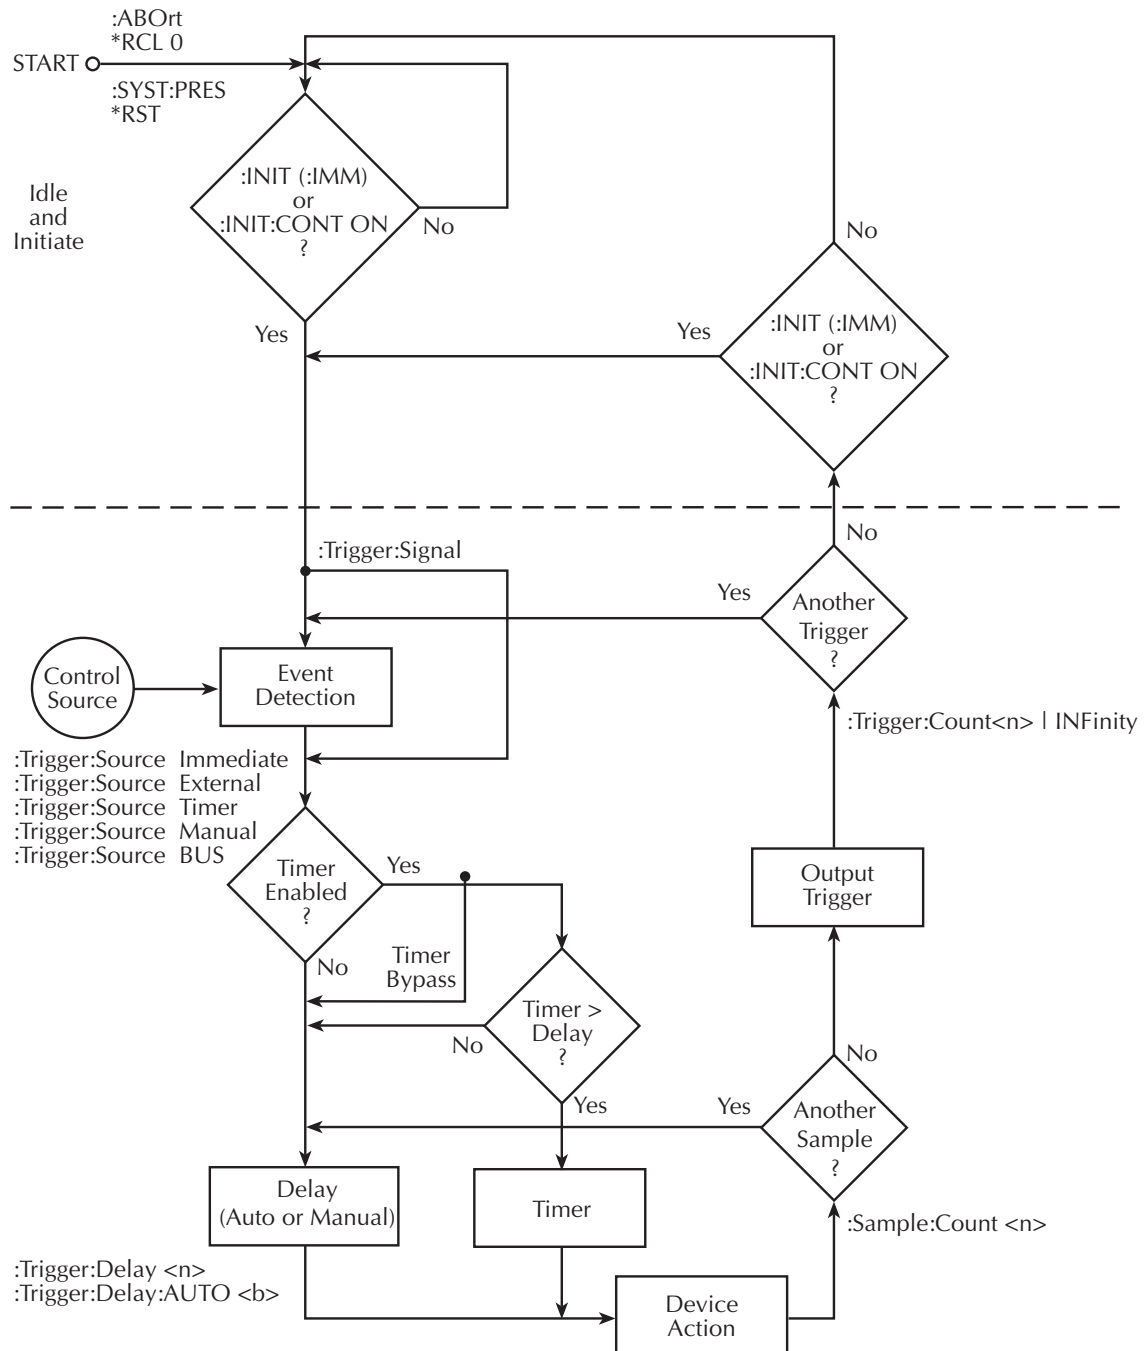 :ABOrt
*RCL 0
START
:SYST:PRES
*RST
Idle
and
Initiate
:INIT (:IMM)
or
:INIT:CONT ON
?
No
Yes
No
:INIT (:IMM)
or
:INIT:CONT ON
?
Yes
No
:Trigger:Signal
Yes
Another
Trigger
?
Control
Source
Event
Detection
:Trigger:Count<n> | INFinity
:Trigger:Source Immediate
:Trigger:Source External
:Trigger:Source Timer
:Trigger:Source Manual
:Trigger:Source BUS
Timer
Enabled
?
Yes
No
Timer
Bypass
Output
Trigger
Timer >
Delay
?
No
Yes
No
Yes
Another
Sample
?
Delay
(Auto or Manual)
Timer
:Sample:Count <n>
:Trigger:Delay <n>
:Trigger:Delay:AUTO <b>
Device
Action